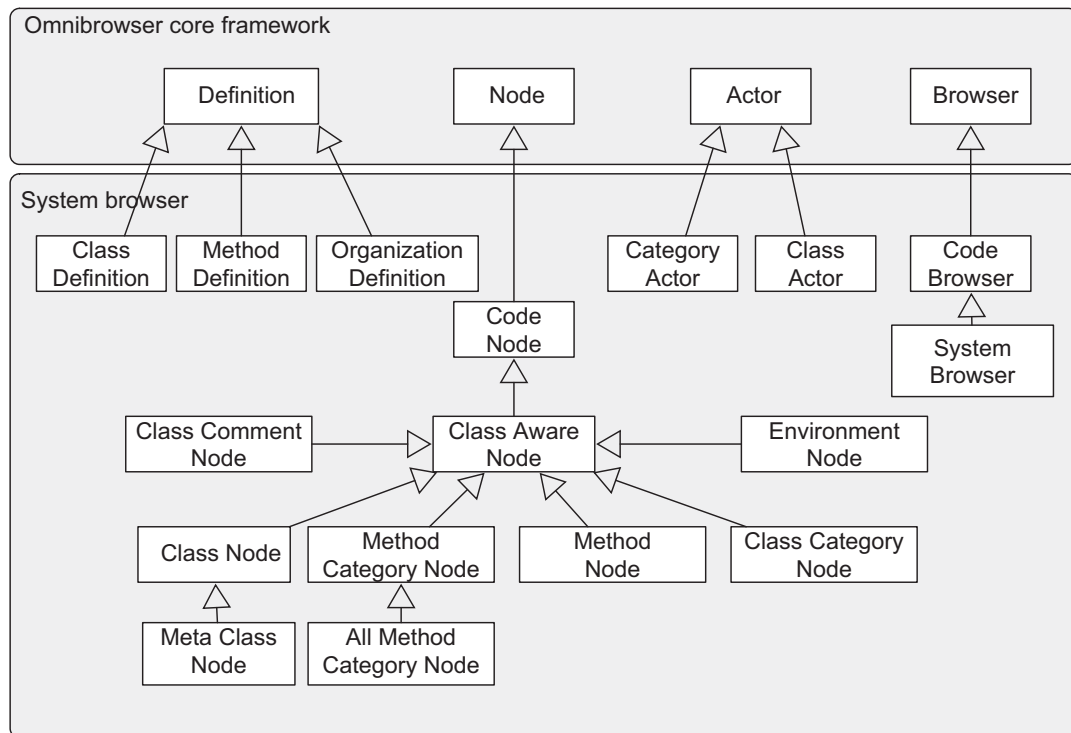 Omnibrowser core framework
Definition
Node
Actor
Browser
System browser
Class
Definition
Method
Definition
Organization
Definition
Category
Actor
Class
Actor
Code
Browser
Code
Node
System
Browser
Class Comment
Node
Class Aware
Node
Environment
Node
Class Node
Method
Category Node
Method
Node
Class Category
Node
Meta Class
Node
All Method
Category Node